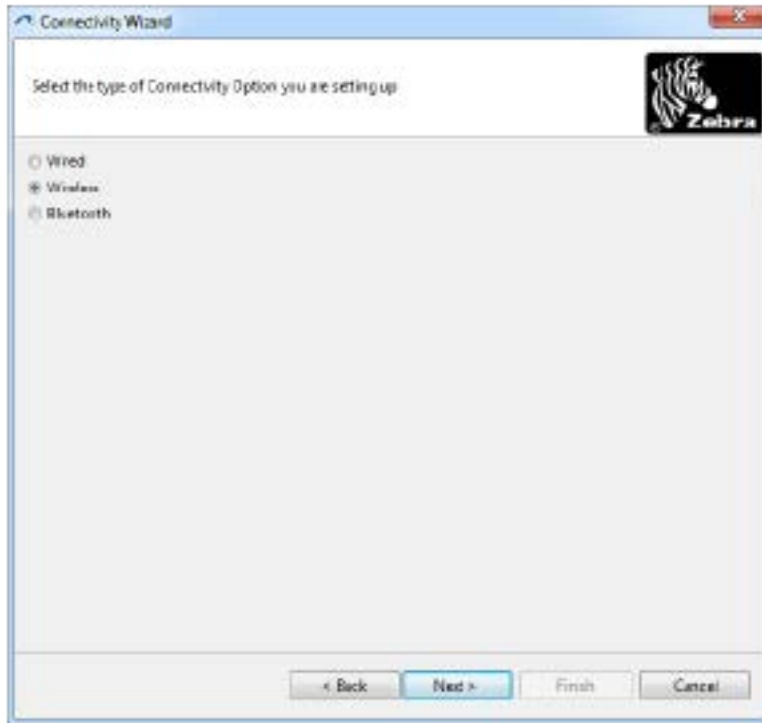 Connectivity Wizard
Select the type of Connectivity Option you are setting up
Zebra
Wired
Wireless
Bluetooth
< Back
Next >
Finish
Cancel